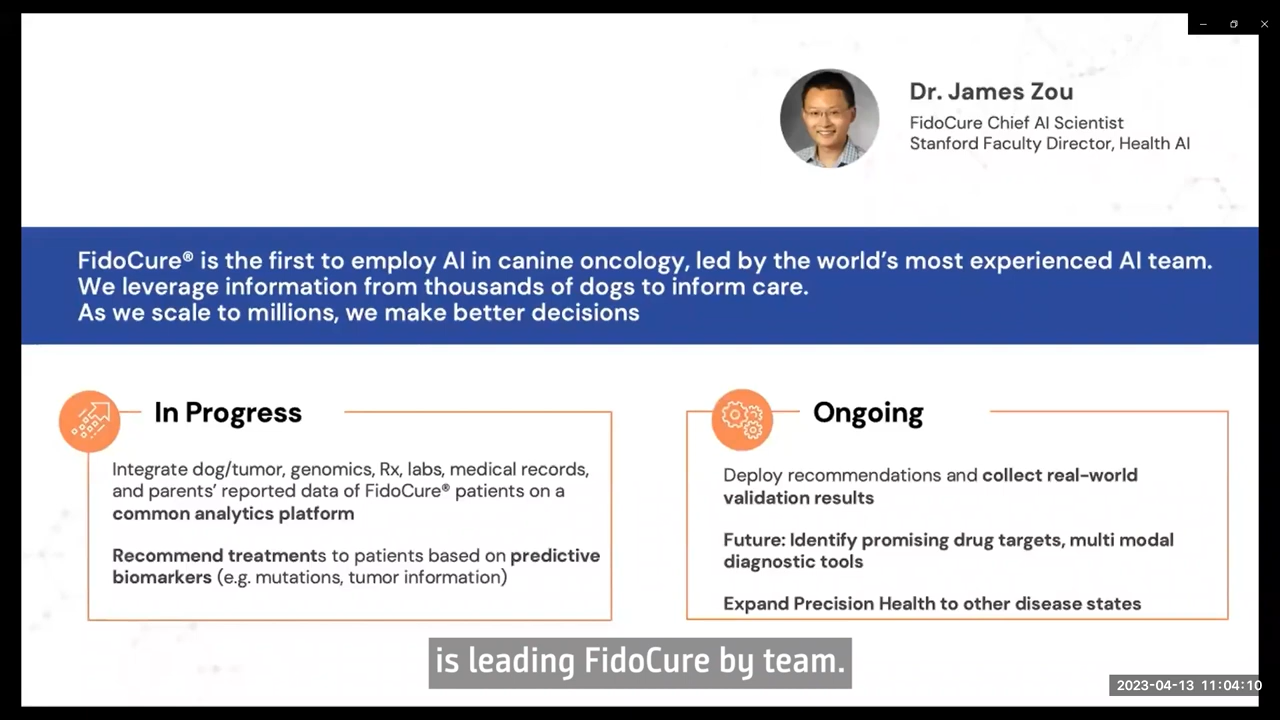 Dr. James Zou
FidoCure Chief AI Scientist
Stanford Faculty Director, Health AI
FidoCure® is the first to employ AI in canine oncology, led by the world's most experienced AI team.
We leverage information from thousands of dogs to inform care.
As we scale to millions, we make better decisions
In Progress
Integrate dog/tumor, genomics, Rx, labs, medical records,
and parents' reported data of FidoCure® patients on a
common analytics platform
Recommend treatments to patients based on predictive
biomarkers (e.g. mutations, tumor information)
Ongoing
Deploy recommendations and collect real-world
validation results
Future: Identify promising drug targets, multi modal
diagnostic tools
Expand Precision Health to other disease states
is leading FidoCure by team.
2023-04-13 11:04:10